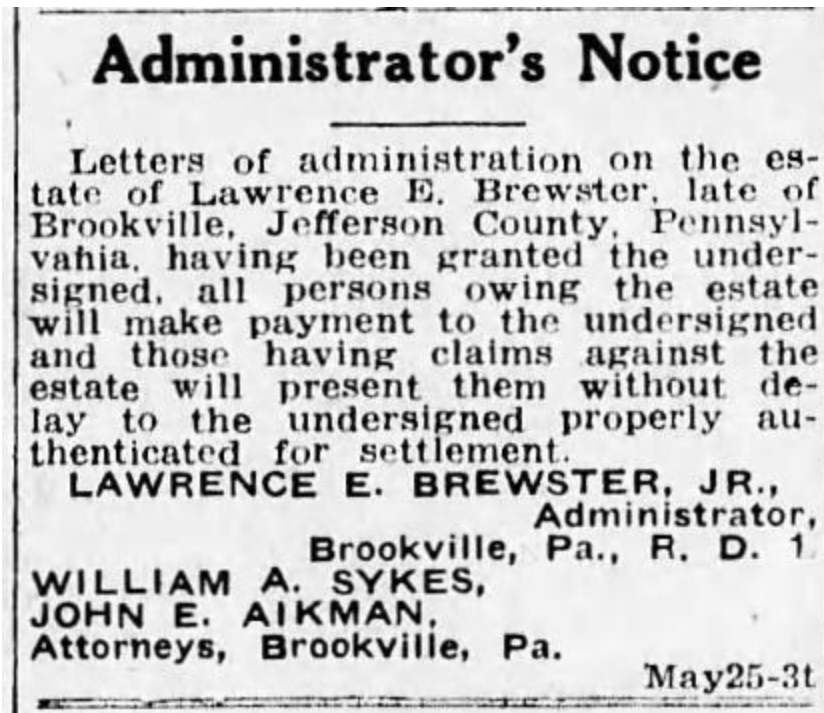 Administrator's Notice
Letters of administration on the es-
tate of Lawrence E. Brewster, late of
Brookville, Jefferson County, Pennsyl-
vahia, having been granted the under-
signed, all persons owing the estate
will make payment to the undersigned
and those having claims against the
estate will present them without de-
lay to the undersigned properly au-
thenticated for settlement.
LAWRENCE E. BREWSTER, JR.,
Administrator,
Brookville, Pa., R. D. 1
WILLIAM A. SYKES,
JOHN E. AIKMAN,
Attorneys, Brookville, Pa.
May25-3t